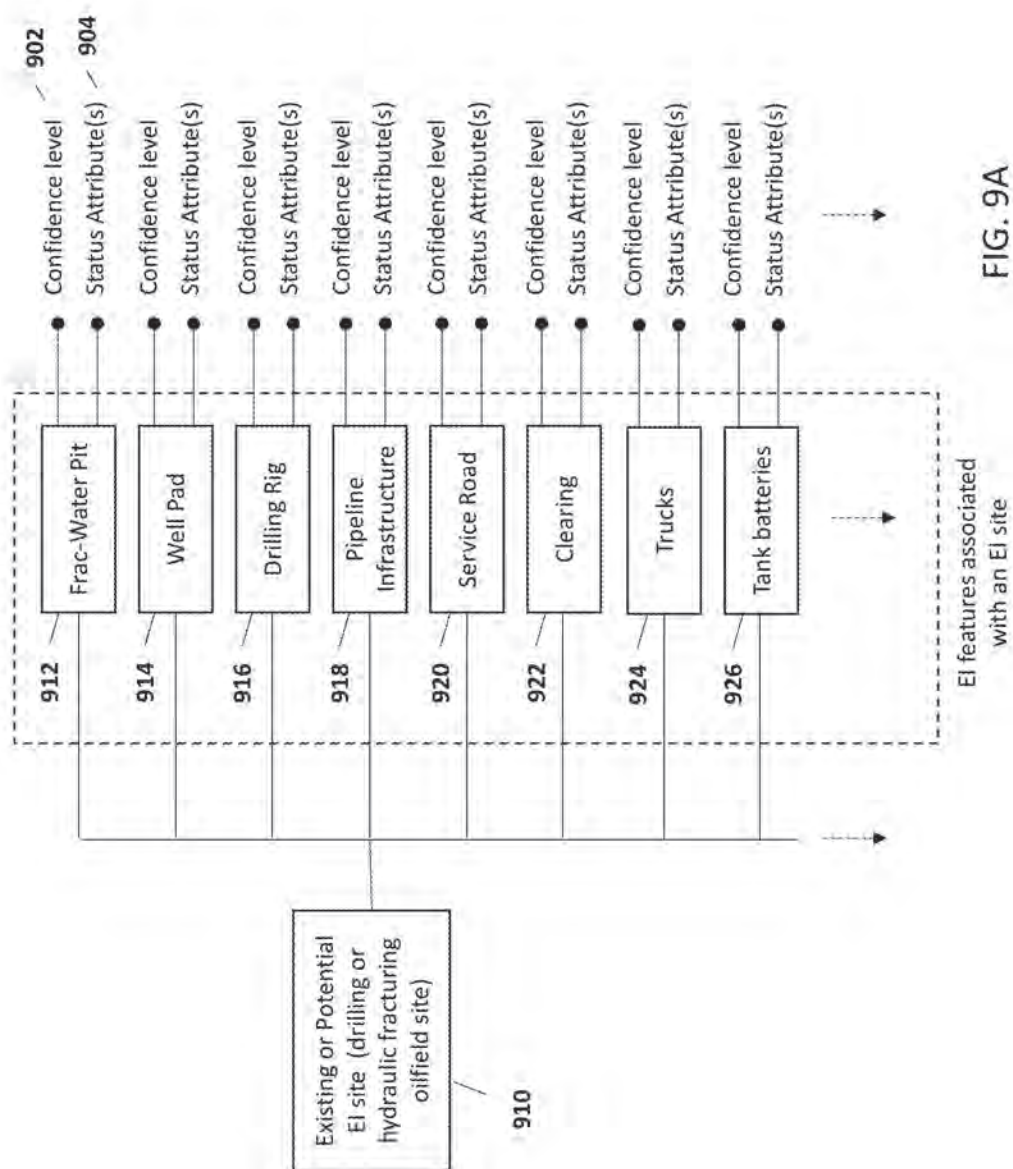 Existing or Potential
EI site (drilling or
hydraulic fracturing
oilfield site)
910
912
Frac-Water Pit
Confidence level
902
Status Attribute(s)
904
914
Well Pad
Confidence level
Status Attribute(s)
916
Drilling Rig
Confidence level
Status Attribute(s)
918
Pipeline
Infrastructure
Confidence level
Status Attribute(s)
920
Service Road
Confidence level
Status Attribute(s)
922
Clearing
Confidence level
Status Attribute(s)
924
Trucks
Confidence level
Status Attribute(s)
926
Tank batteries
Confidence level
Status Attribute(s)
EI features associated
with an EI site
FIG. 9A